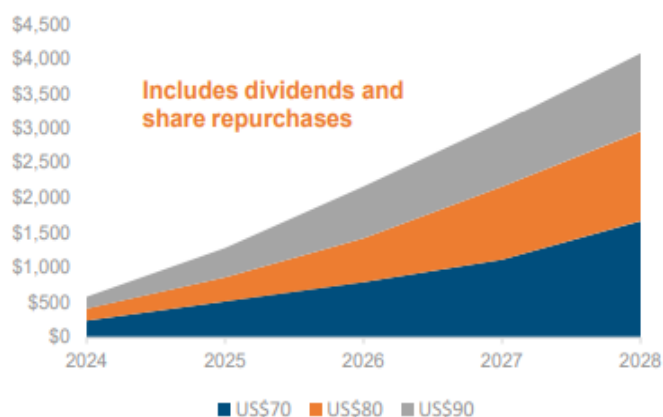 $4,500
$4,000
$3,500
$3,000
$2,500
$2,000
$1,500
$1,000
$500
$0
Includes dividends and
share repurchases
2024 2025 2026 2027 2028
US$70 US$80 US$90